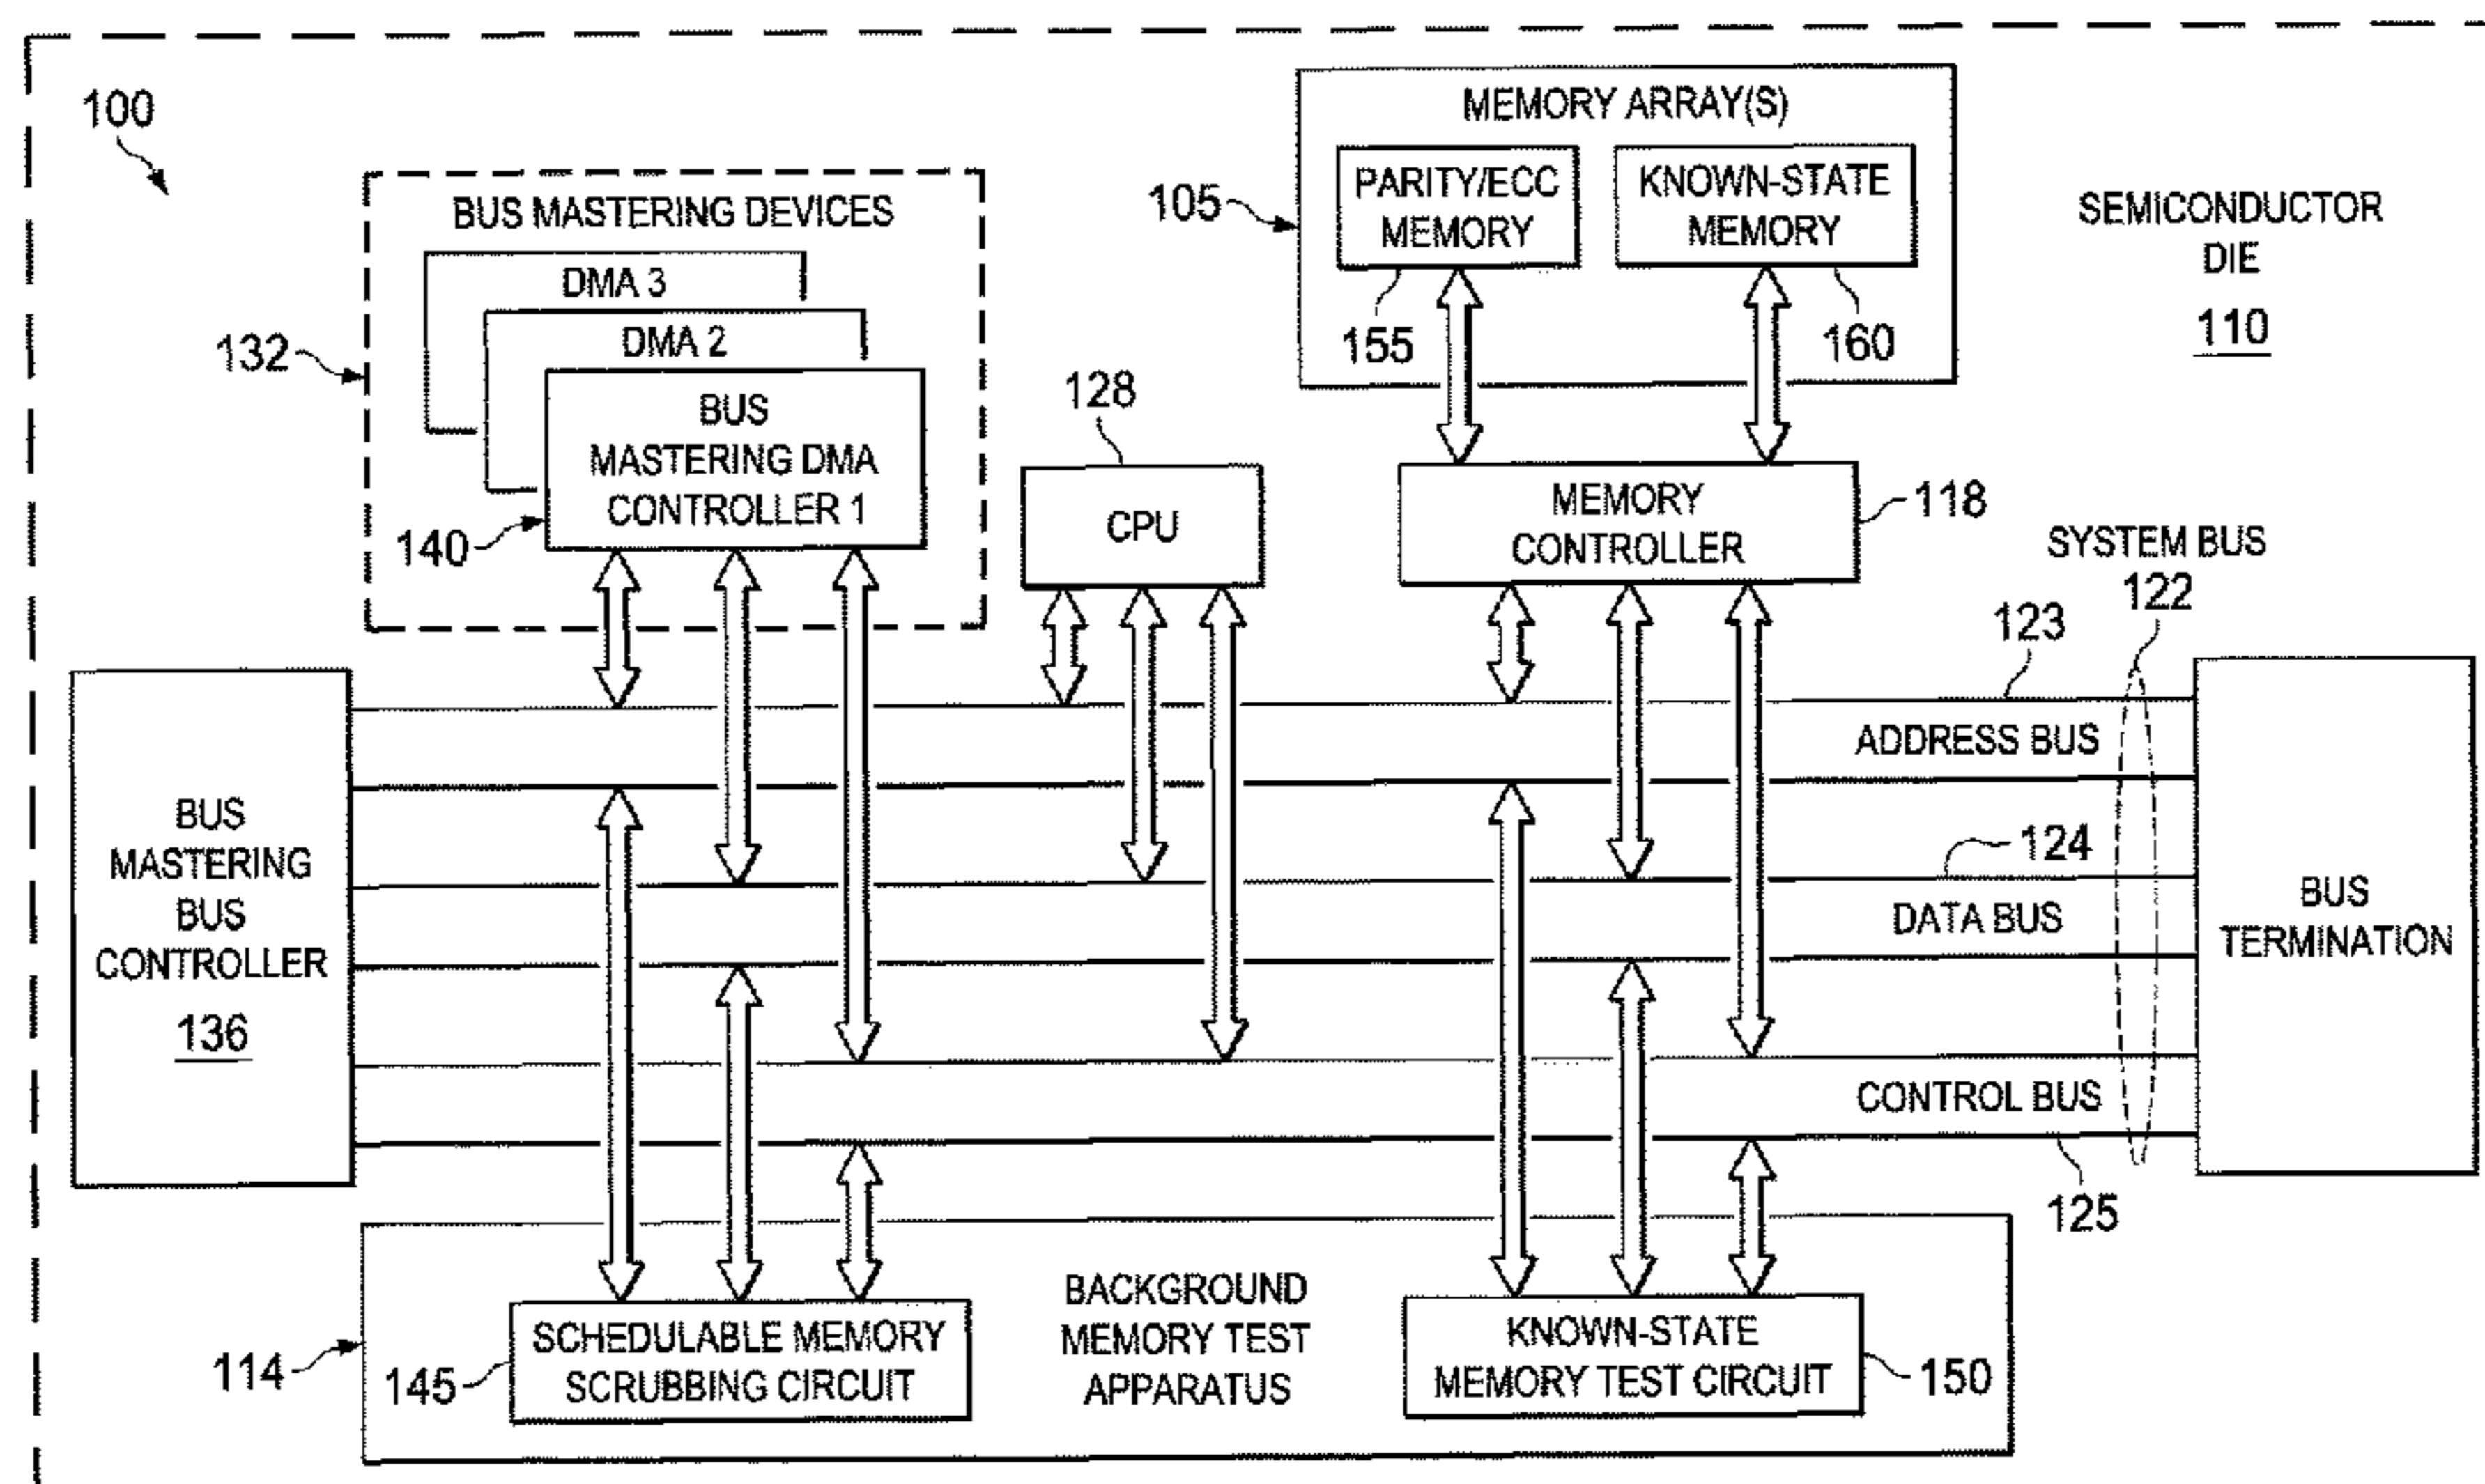 100
MEMORY ARRAY(S)
PARITY/ECC
MEMORY
KNOWN-STATE
MEMORY
105
155
160
SEMICONDUCTOR
DIE
110
BUS MASTERING DEVICES
DMA 3
DMA 2
BUS
MASTERING DMA
CONTROLLER 1
132
140
128
CPU
MEMORY
CONTROLLER
118
SYSTEM BUS
122
123
ADDRESS BUS
124
DATA BUS
CONTROL BUS
125
BUS
MASTERING
BUS
CONTROLLER
136
BUS
TERMINATION
114
145
SCHEDULABLE MEMORY
SCRUBBING CIRCUIT
BACKGROUND
MEMORY TEST
APPARATUS
KNOWN-STATE
MEMORY TEST CIRCUIT
150